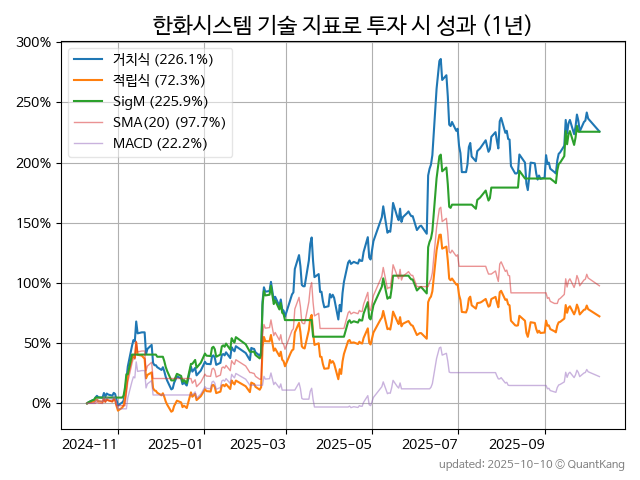 한화시스템 기술 지표로 투자 시 성과 (1년)
300%
250%
200%
150%
100%
50%
0%
거치식 (226.1%)
적립식 (72.3%)
SigM (225.9%)
SMA(20) (97.7%)
MACD (22.2%)
2024-11
2025-01
2025-03
2025-05
2025-07
2025-09
updated: 2025-10-10 © QuantKang